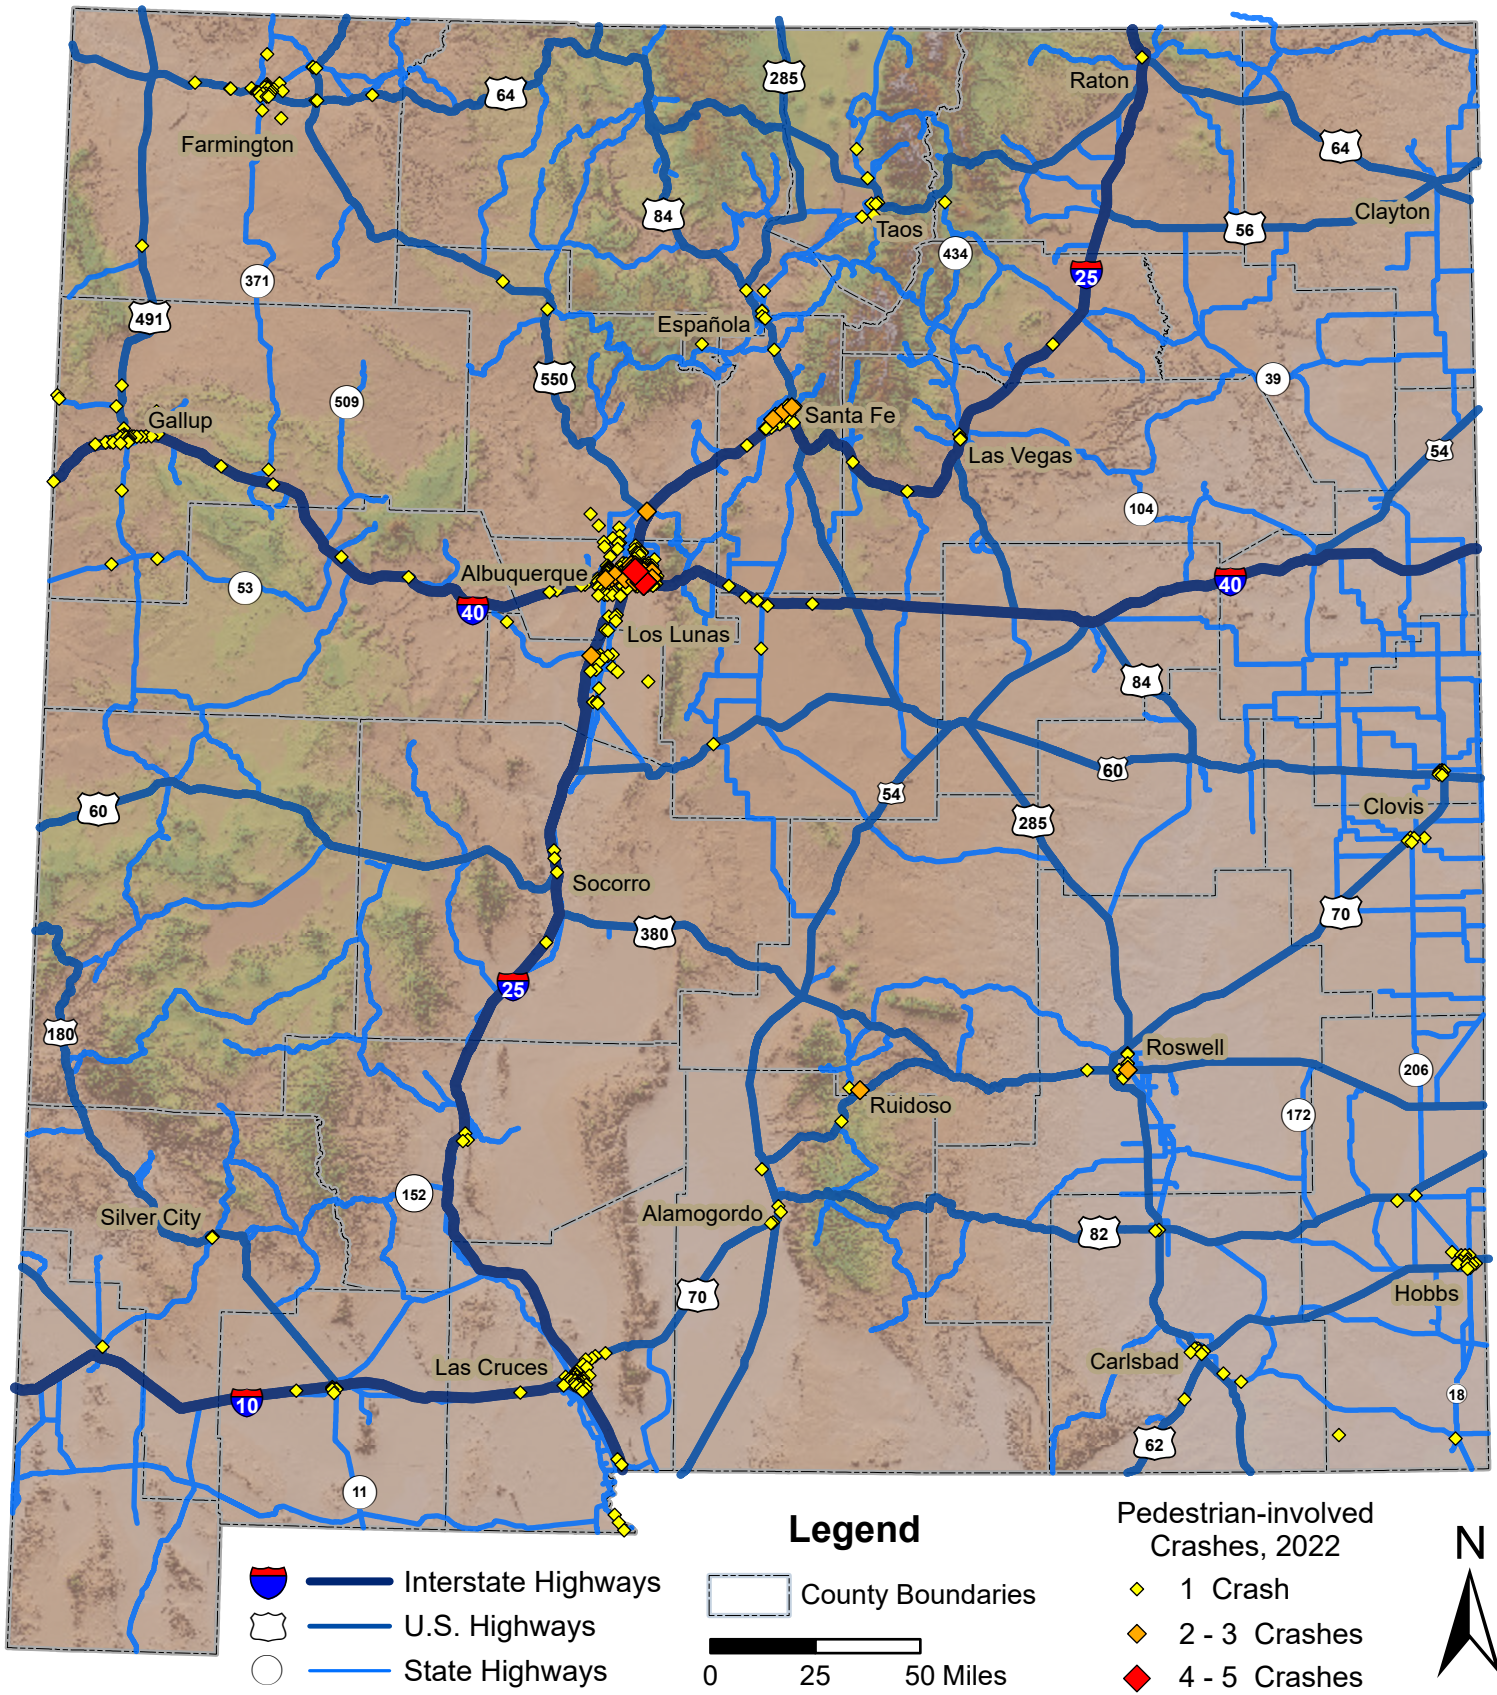 285
Raton
64
64
Farmington
84
Clayton
56
Taos
434
371
25
491
Española
550
39
509
Santa Fe
Gallup
Las Vegas
54
104
Albuquerque
40
53
40
Los Lunas
84
60
54
60
Clovis
285
Socorro
70
380
25
180
Roswell
206
Ruidoso
172
152
Silver City
Alamogordo
82
70
Hobbs
Las Cruces
Carlsbad
10
18
62
11
Legend
Pedestrian-involved
Crashes, 2022
N
Interstate Highways
U.S. Highways
State Highways
County Boundaries
0 25 50 Miles
1 Crash
2 - 3 Crashes
4 - 5 Crashes